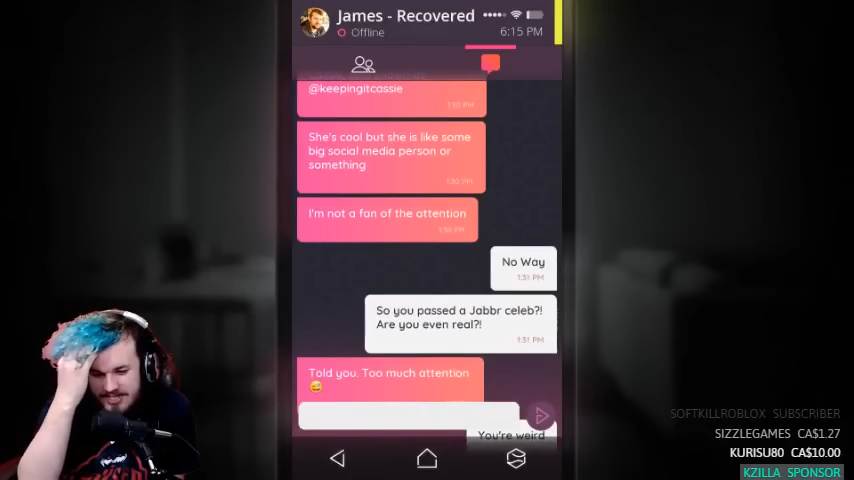 James - Recovered
Offline
6:15 PM
@keepingitcassie
1:30 PM
She's cool but she is like some
big social media person or
something
1:30 PM
I'm not a fan of the attention
1:30 PM
No Way
1:31 PM
So you passed a Jabbr celeb?!
Are you even real?!
1:31 PM
Told you. Too much attention
😅
You're weird
SOFTKILLROBLOX SUBSCRIBER
SIZZLEGAMES CA$1.27
KURISU80 CA$10.00
KZILLA SPONSOR